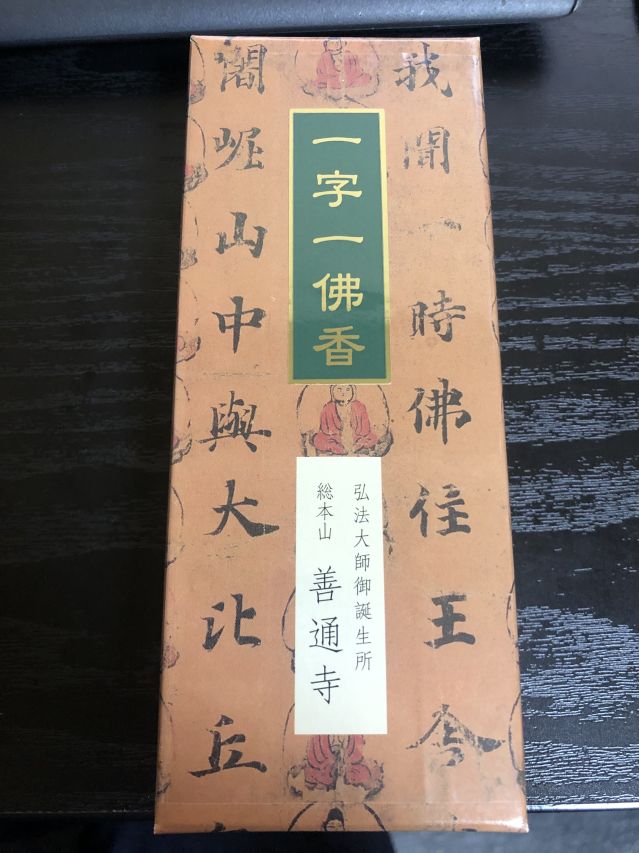 我聞一時佛住王舍
一字一佛香
弘法大師御誕生所
総本山 善通寺
闍崛山中與大比丘